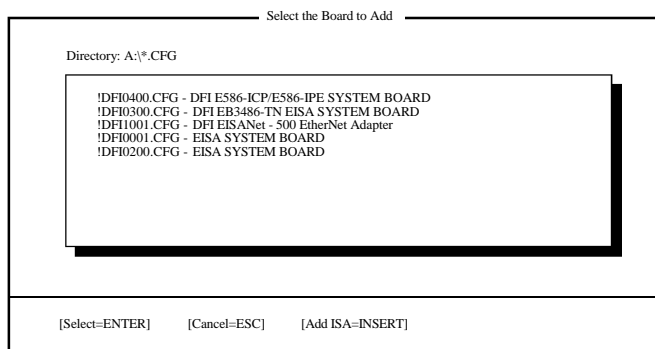 Select the Board to Add
Directory: A:\*.CFG
!DFI0400.CFG - DFI E586-ICP/E586-IPE SYSTEM BOARD
!DFI0300.CFG - DFI EB3486-TN EISA SYSTEM BOARD
!DFI1001.CFG - DFI EISANet - 500 EtherNet Adapter
!DFI0001.CFG - EISA SYSTEM BOARD
!DFI0200.CFG - EISA SYSTEM BOARD
[Select=ENTER] [Cancel=ESC] [Add ISA=INSERT]